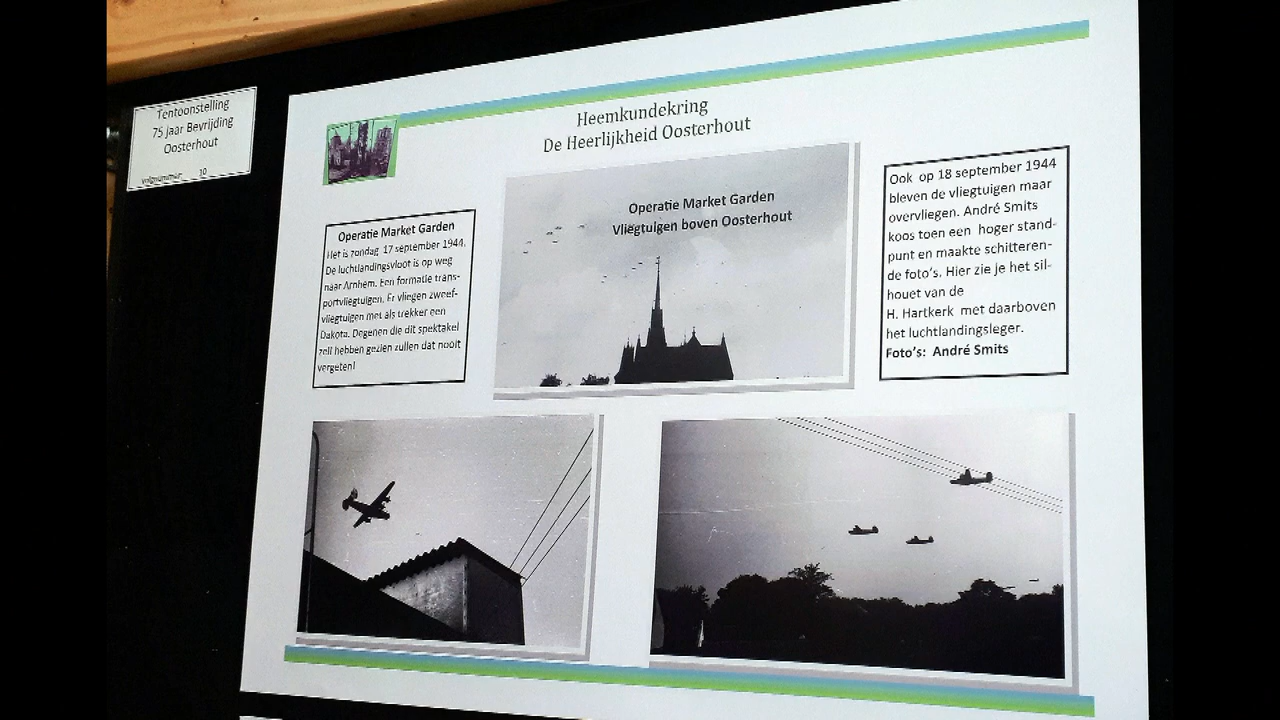 Tentoonstelling
75 Jaar Bevrijding
Oosterhout
volgnummer 10
Heemkundekring
De Heerlijkheid Oosterhout
Operatie Market Garden
Het is zondag 17 september 1944.
De luchtlandingsvloot is op weg
naar Arnhem. Een formatie trans-
portvliegtuigen. Er vliegen zweef-
vliegtuigen met als trekker een
Dakota. Degenen die dit spektakel
zelf hebben gezien zullen dat nooit
vergeten!
Operatie Market Garden
Vliegtuigen boven Oosterhout
Ook op 18 september 1944
bleven de vliegtuigen maar
overvliegen. André Smits
koos toen een hoger stand-
punt en maakte schitteren-
de foto's. Hier zie je het sil-
houet van de
H. Hartkerk met daarboven
het luchtlandingsleger.
Foto's: André Smits